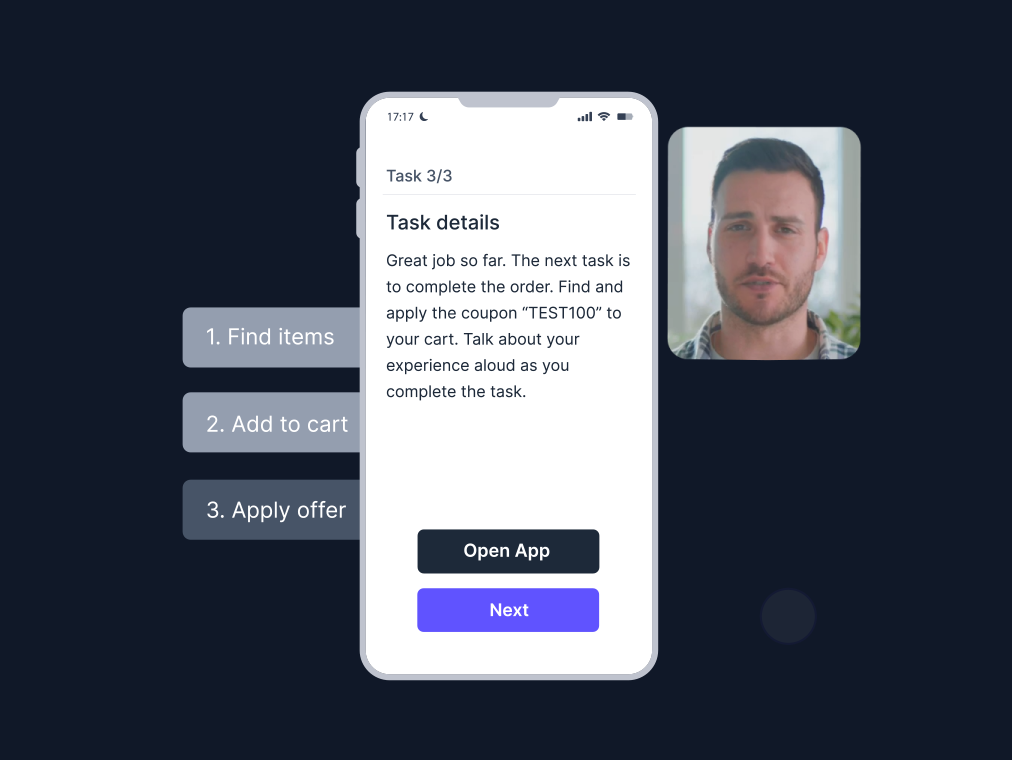 17:17
Task 3/3
Task details
Great job so far. The next task is
to complete the order. Find and
apply the coupon “TEST100” to
your cart. Talk about your
experience aloud as you
complete the task.
1. Find items
2. Add to cart
3. Apply offer
Open App
Next